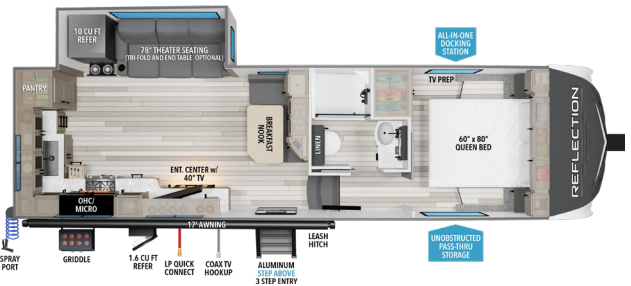 10 CU FT
REFER
78" THEATER SEATING
(TRI-FOLD AND END TABLE OPTIONAL)
ALL-IN-ONE
DOCKING
STATION
TV PREP
PANTRY
BREAKFAST
NOOK
LINEN
60" x 80"
QUEEN BED
REFLECTION
ENT. CENTER w/
40" TV
OHC/
MICRO
17' AWNING
SPRAY
PORT
GRIDDLE
1.6 CU FT
REFER
LP QUICK
CONNECT
COAX TV
HOOKUP
ALUMINUM
STEP ABOVE
3 STEP ENTRY
LEASH
HITCH
UNOBSTRUCTED
PASS-THRU
STORAGE